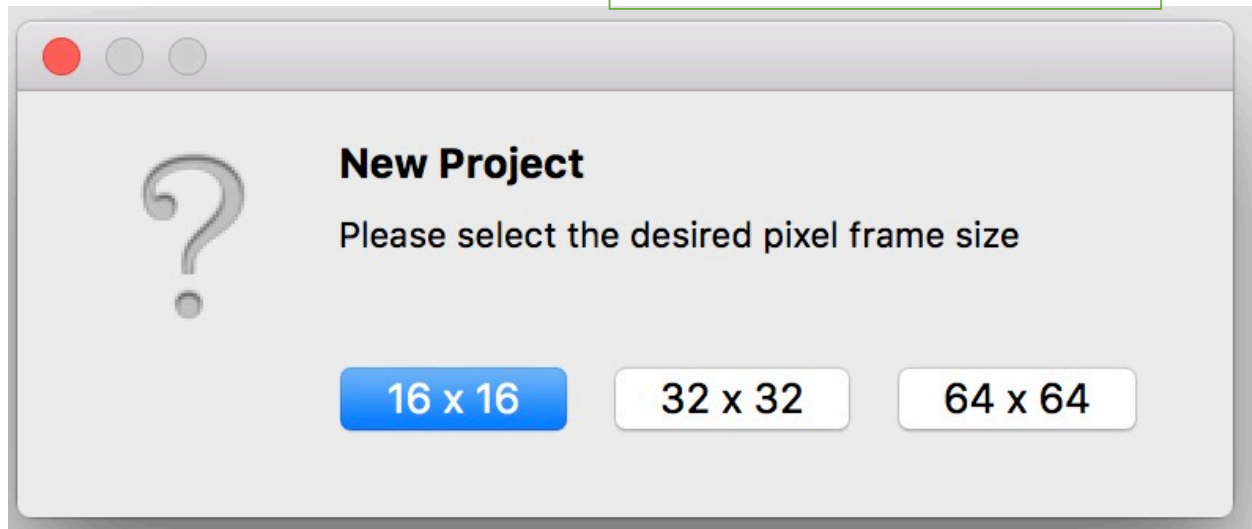 New Project
Please select the desired pixel frame size
16 x 16 32 x 32 64 x 64